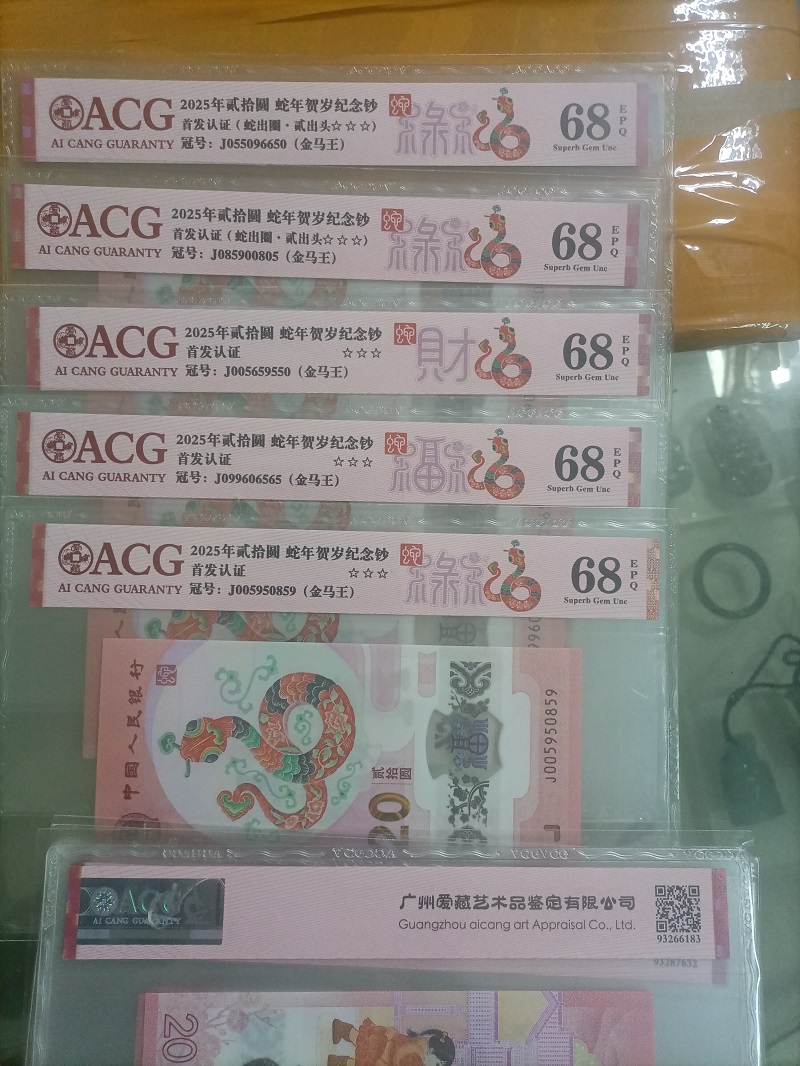 ACG
AI CANG GUARANTY
2025年贰拾圆 蛇年贺岁纪念钞
首发认证（蛇出圈·贰出头☆☆☆）
冠号：J055096650（金马王）
68
EPQ
Superb Gem Unc
ACG
AI CANG GUARANTY
2025年贰拾圆 蛇年贺岁纪念钞
首发认证（蛇出圈·贰出头☆☆☆）
冠号：J085900805（金马王）
68
EPQ
Superb Gem Unc
ACG
AI CANG GUARANTY
2025年贰拾圆 蛇年贺岁纪念钞
首发认证 ☆☆☆
冠号：J005659550（金马王）
財
68
EPQ
Superb Gem Unc
ACG
AI CANG GUARANTY
2025年贰拾圆 蛇年贺岁纪念钞
首发认证 ☆☆☆
冠号：J099606565（金马王）
福
68
EPQ
Superb Gem Unc
ACG
AI CANG GUARANTY
2025年贰拾圆 蛇年贺岁纪念钞
首发认证 ☆☆☆
冠号：J005950859（金马王）
68
EPQ
Superb Gem Unc
中国人民银行
贰拾圆
20
J005950859
ACG
AI CANG GUARANTY
广州爱藏艺术品鉴定有限公司
Guangzhou aicang art Appraisal Co., Ltd.
93266183
93287632
20